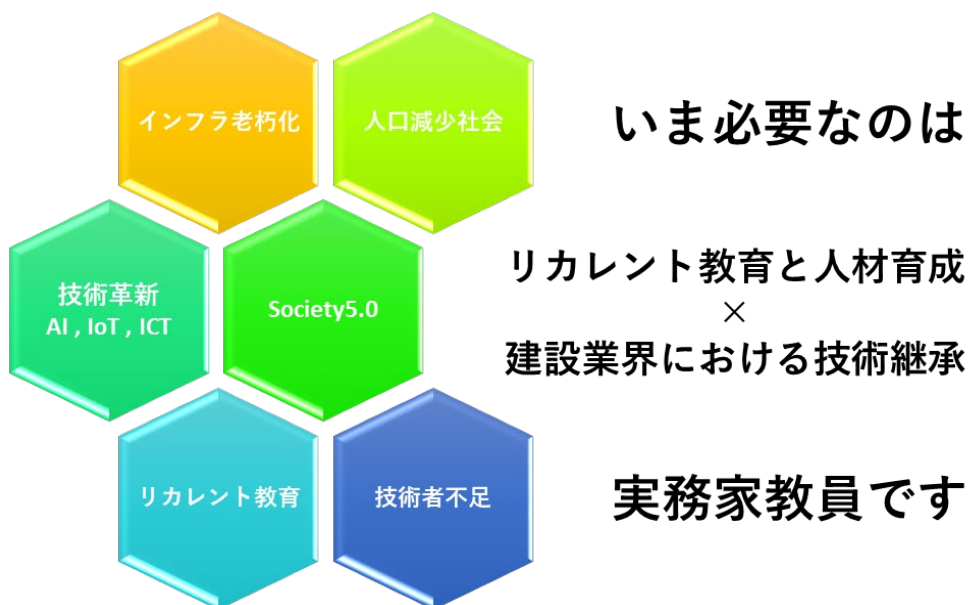 インフラ老朽化
人口減少社会
技術革新
AI , IoT , ICT
Society5.0
リカレント教育
技術者不足
いま必要なのは
リカレント教育と人材育成
×
建設業界における技術継承
実務家教員です